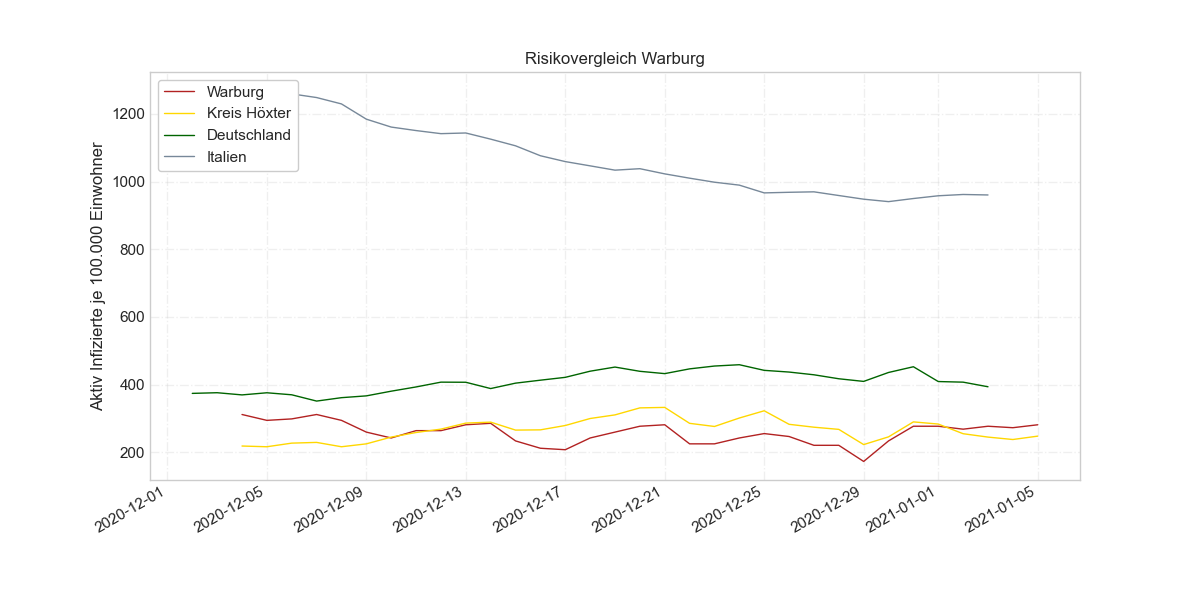 Risikovergleich Warburg
Aktiv Infizierte je 100.000 Einwohner
Warburg
Kreis Höxter
Deutschland
Italien
1200
1000
800
600
400
200
2020-12-01
2020-12-05
2020-12-09
2020-12-13
2020-12-17
2020-12-21
2020-12-25
2020-12-29
2021-01-01
2021-01-05